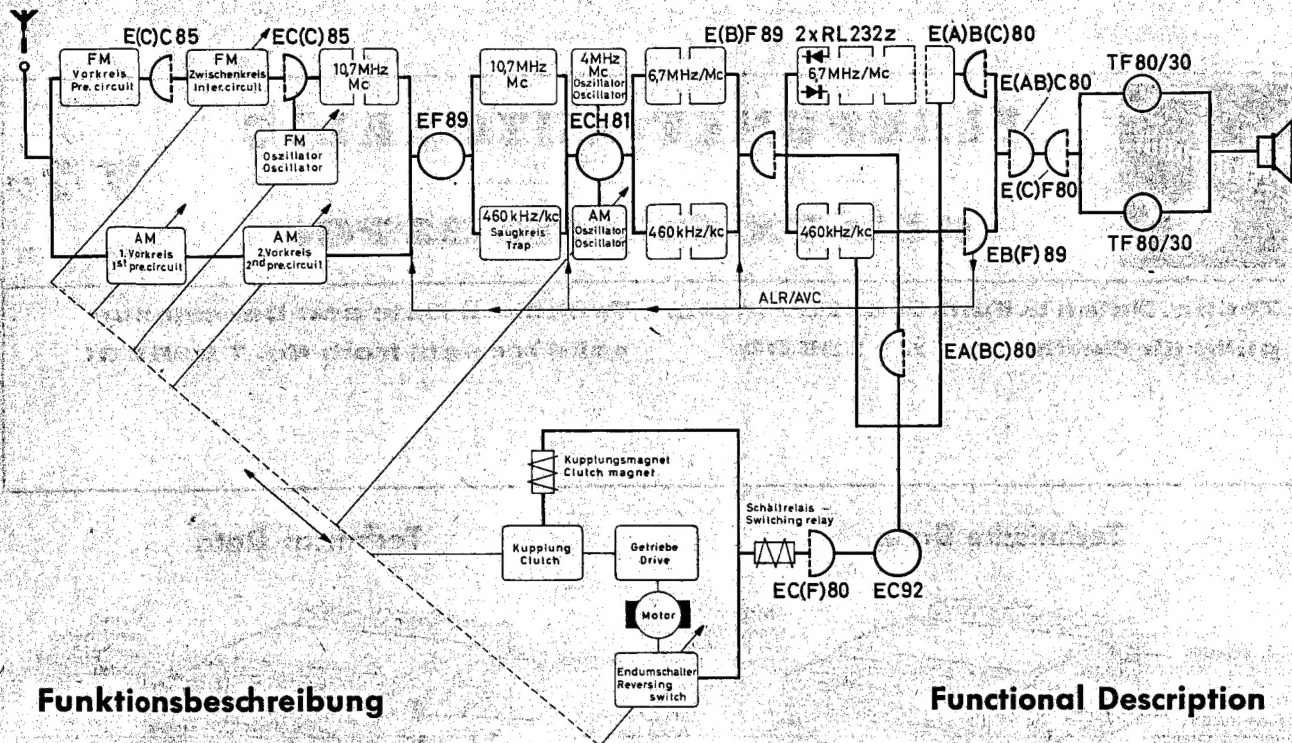 E(C)C85
EC(C)85
E(B)F89
2xRL232z
E(A)B(C)80
E(AB)C80
TF80/30
FM
Vorkreis
Pre.circuit
FM
Zwischenkreis
Inter.circuit
10,7MHz
Mc
FM
Oszillator
Oscillator
EF89
10,7MHz
Mc
4MHz
Mc
Oszillator
Oscillator
ECH81
6,7MHz/Mc
6,7MHz/Mc
E(C)F80
TF80/30
AM
1.Vorkreis
1st pre.circuit
AM
2.Vorkreis
2nd pre.circuit
460kHz/kc
Saugkreis
Trap
AM
Oszillator
Oscillator
460kHz/kc
460kHz/kc
EB(F)89
ALR/AVC
EA(BC)80
Kupplungsmagnet
Clutch magnet
Kupplung
Clutch
Getriebe
Drive
Motor
Endumschalter
Reversing
switch
Schaltrelais
Switching relay
EC(F)80
EC92
Technische
Technical Data
Funktionsbeschreibung
Functional Description